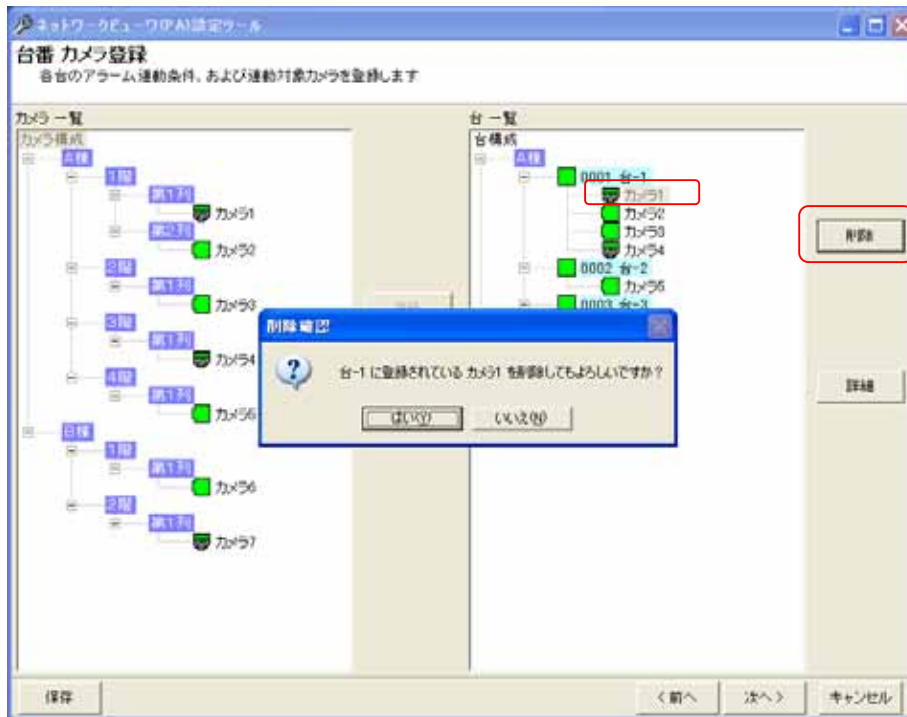 ネットワークビューワ(PA)設定ツール
台番 カメラ登録
各台のアラーム連動条件、および連動対象カメラを登録します
カメラ 一覧
カメラ構成
A棟
1階
第1列
カメラ1
第2列
カメラ2
2階
第1列
カメラ3
3階
第1列
カメラ4
4階
第1列
カメラ5
B棟
1階
第1列
カメラ6
2階
第1列
カメラ7
台 一覧
台構成
A棟
0001 台-1
カメラ1
カメラ2
カメラ3
カメラ4
0002 台-2
カメラ5
0003 台-3
削除
詳細
削除確認
台-1 に登録されている カメラ1 を削除してもよろしいですか?
はい(Y)
いいえ(N)
保存
< 前へ
次へ >
キャンセル